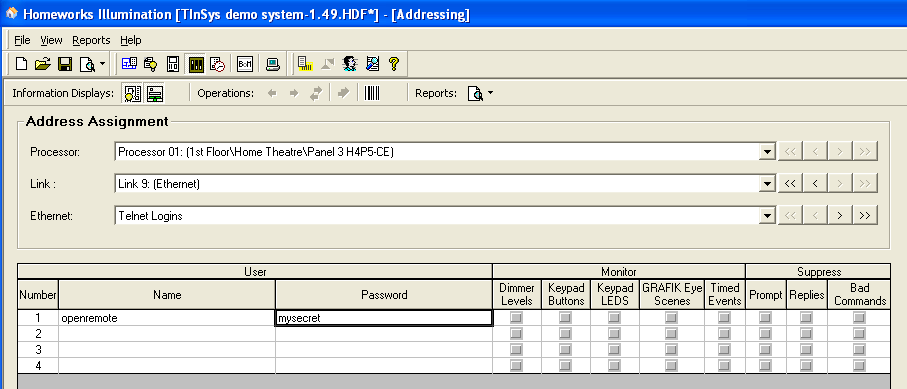 Homeworks Illumination [TInSys demo system-1.49.HDF*] - [Addressing]
File View Reports Help
BoM
Information Displays: Operations: Reports:
Address Assignment
Processor: Processor 01: (1st Floor\Home Theatre\Panel 3 H4P5-CE) << < > >>
Link : Link 9: (Ethernet) << < > >>
Ethernet: Telnet Logins << < > >>
User Monitor Suppress
Number Name Password Dimmer Levels Keypad Buttons Keypad LEDS GRAFIK Eye Scenes Timed Events Prompt Replies Bad Commands
1 openremote mysecret
2
3
4